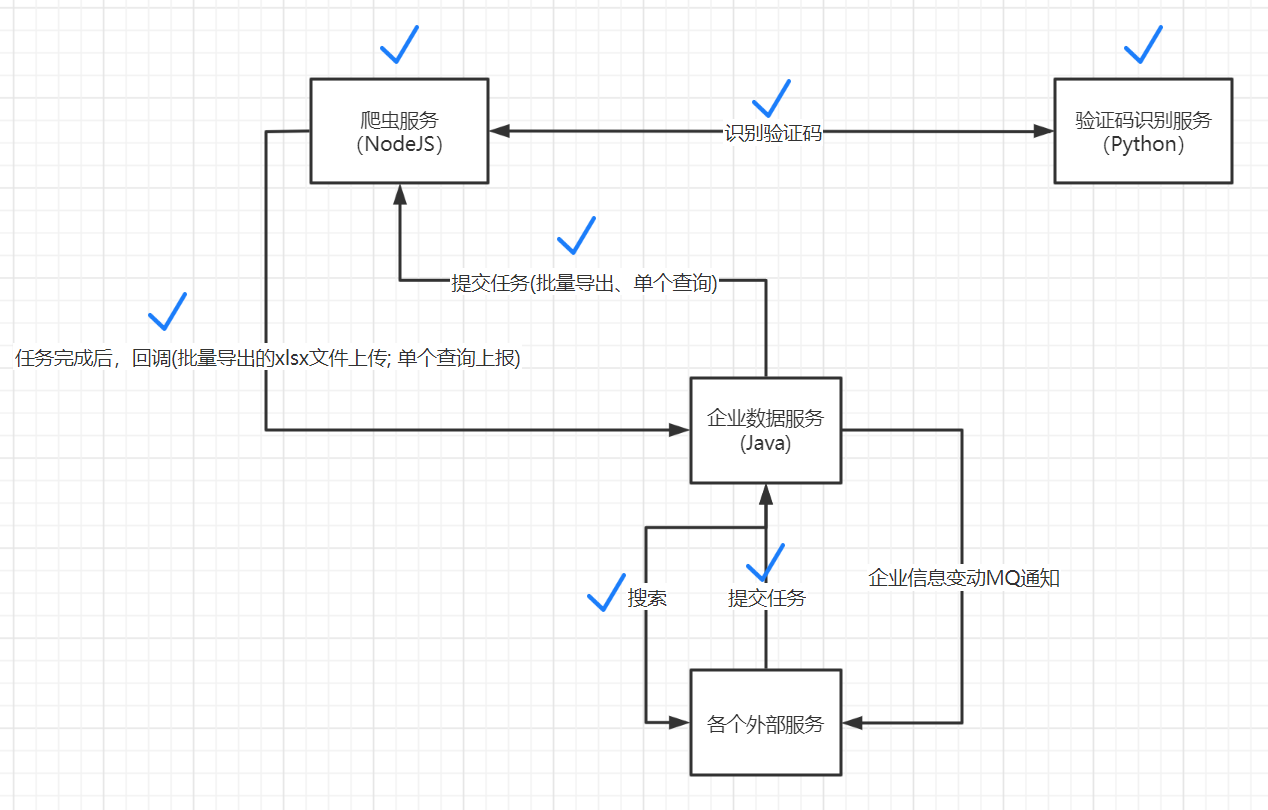 爬虫服务
（NodeJS）
识别验证码
验证码识别服务
（Python）
提交任务(批量导出、单个查询)
任务完成后，回调(批量导出的xlsx文件上传; 单个查询上报)
企业数据服务
(Java)
企业信息变动MQ通知
搜索
提交任务
各个外部服务